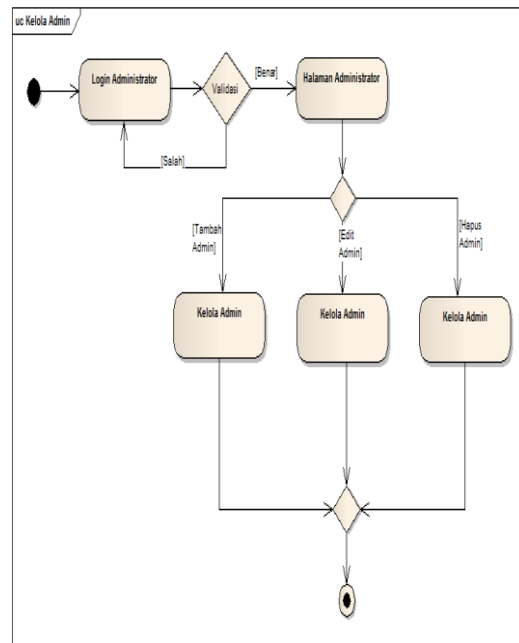 uc Kelola Admin
Login Administrator
Validasi
[Benar]
Halaman Administrator
[Salah]
[Tambah
Admin]
[Edit
Admin]
[Hapus
Admin]
Kelola Admin
Kelola Admin
Kelola Admin